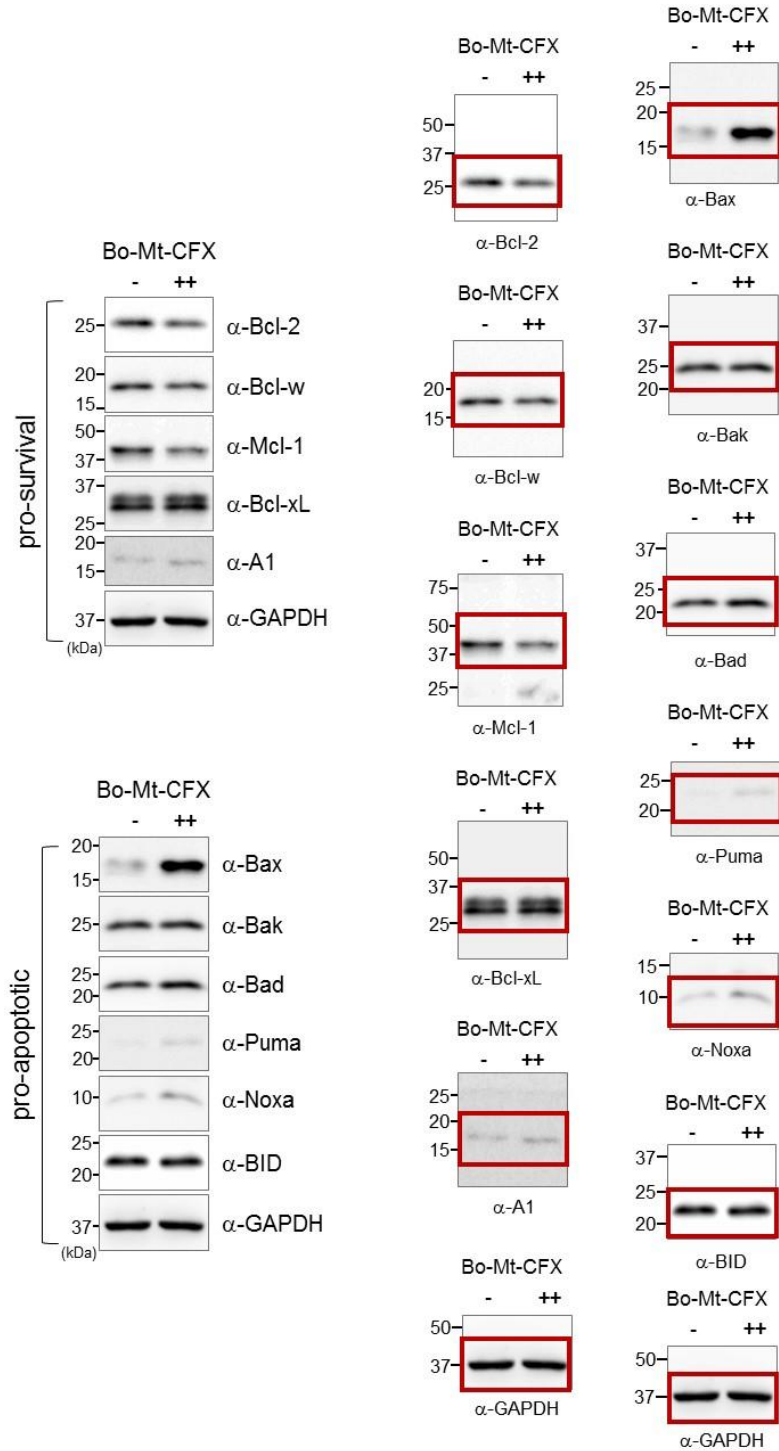 Bo-Mt-CFX
- ++
pro-survival
25 α-Bcl-2
20
15 α-Bcl-w
50
37 α-Mcl-1
37
25 α-Bcl-xL
20
15 α-A1
37 α-GAPDH
(kDa)
Bo-Mt-CFX
- ++
pro-apoptotic
20
15 α-Bax
25 α-Bak
25
20 α-Bad
25
20 α-Puma
10 α-Noxa
25
20 α-BID
37 α-GAPDH
(kDa)
Bo-Mt-CFX
- ++
50
37
25
α-Bcl-2
Bo-Mt-CFX
- ++
20
15
α-Bcl-w
Bo-Mt-CFX
- ++
75
50
37
25
α-Mcl-1
Bo-Mt-CFX
- ++
50
37
25
α-Bcl-xL
Bo-Mt-CFX
- ++
25
20
15
α-A1
Bo-Mt-CFX
- ++
50
37
α-GAPDH
Bo-Mt-CFX
- ++
25
20
15
α-Bax
Bo-Mt-CFX
- ++
37
25
20
α-Bak
Bo-Mt-CFX
- ++
37
25
20
α-Bad
Bo-Mt-CFX
- ++
25
20
α-Puma
Bo-Mt-CFX
- ++
15
10
α-Noxa
Bo-Mt-CFX
- ++
37
25
20
α-BID
Bo-Mt-CFX
- ++
50
37
α-GAPDH